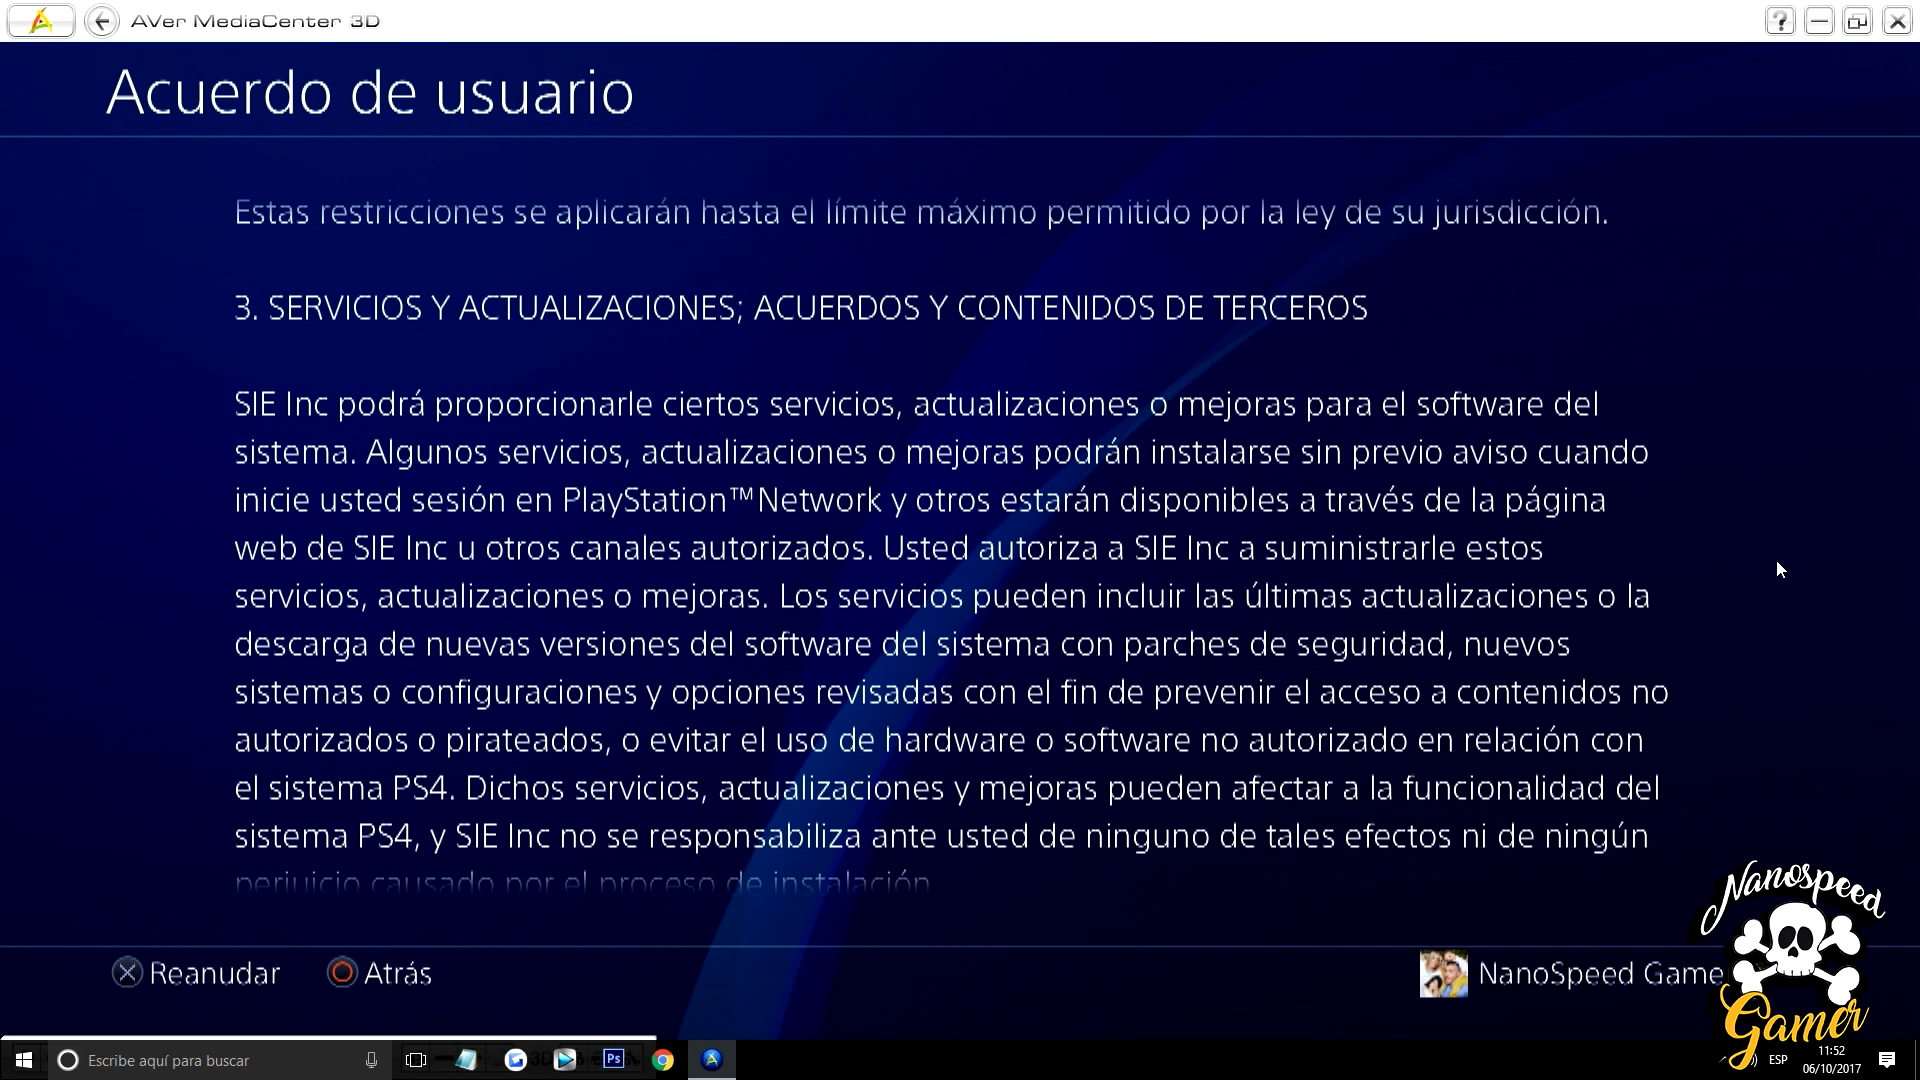 AVer MediaCenter 3D
?
Acuerdo de usuario
Estas restricciones se aplicarán hasta el límite máximo permitido por la ley de su jurisdicción.
3. SERVICIOS Y ACTUALIZACIONES; ACUERDOS Y CONTENIDOS DE TERCEROS
SIE Inc podrá proporcionarle ciertos servicios, actualizaciones o mejoras para el software del
sistema. Algunos servicios, actualizaciones o mejoras podrán instalarse sin previo aviso cuando
inicie usted sesión en PlayStation™Network y otros estarán disponibles a través de la página
web de SIE Inc u otros canales autorizados. Usted autoriza a SIE Inc a suministrarle estos
servicios, actualizaciones o mejoras. Los servicios pueden incluir las últimas actualizaciones o la
descarga de nuevas versiones del software del sistema con parches de seguridad, nuevos
sistemas o configuraciones y opciones revisadas con el fin de prevenir el acceso a contenidos no
autorizados o pirateados, o evitar el uso de hardware o software no autorizado en relación con
el sistema PS4. Dichos servicios, actualizaciones y mejoras pueden afectar a la funcionalidad del
sistema PS4, y SIE Inc no se responsabiliza ante usted de ninguno de tales efectos ni de ningún
perjuicio causado por el proceso de instalación
Reanudar
Atrás
NanoSpeed Game
Nanospeed
Gamer
Escribe aquí para buscar
Ps
ESP
11:52
06/10/2017